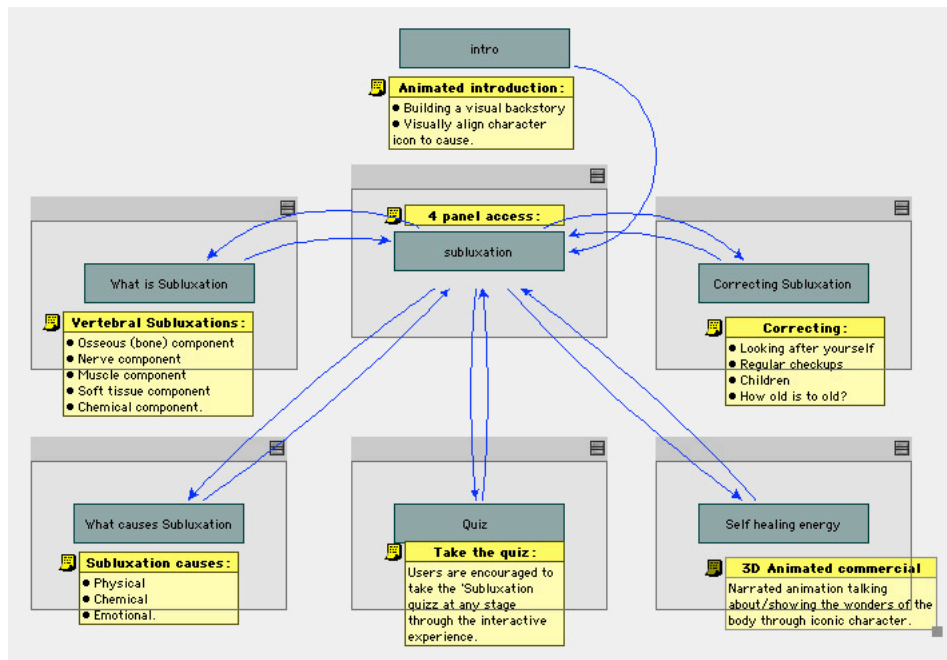 intro
Animated introduction:
● Building a visual backstory
● Visually align character
icon to cause.
4 panel access:
subluxation
What is Subluxation
Vertebral Subluxations:
● Osseous (bone) component
● Nerve component
● Muscle component
● Soft tissue component
● Chemical component.
Correcting Subluxation
Correcting:
● Looking after yourself
● Regular checkups
● Children
● How old is to old?
What causes Subluxation
Subluxation causes:
● Physical
● Chemical
● Emotional.
Quiz
Take the quiz:
Users are encouraged to
take the 'Subluxation
quizz at any stage
through the interactive
experience.
Self healing energy
3D Animated commercial
Narrated animation talking
about/showing the wonders of the
body through iconic character.